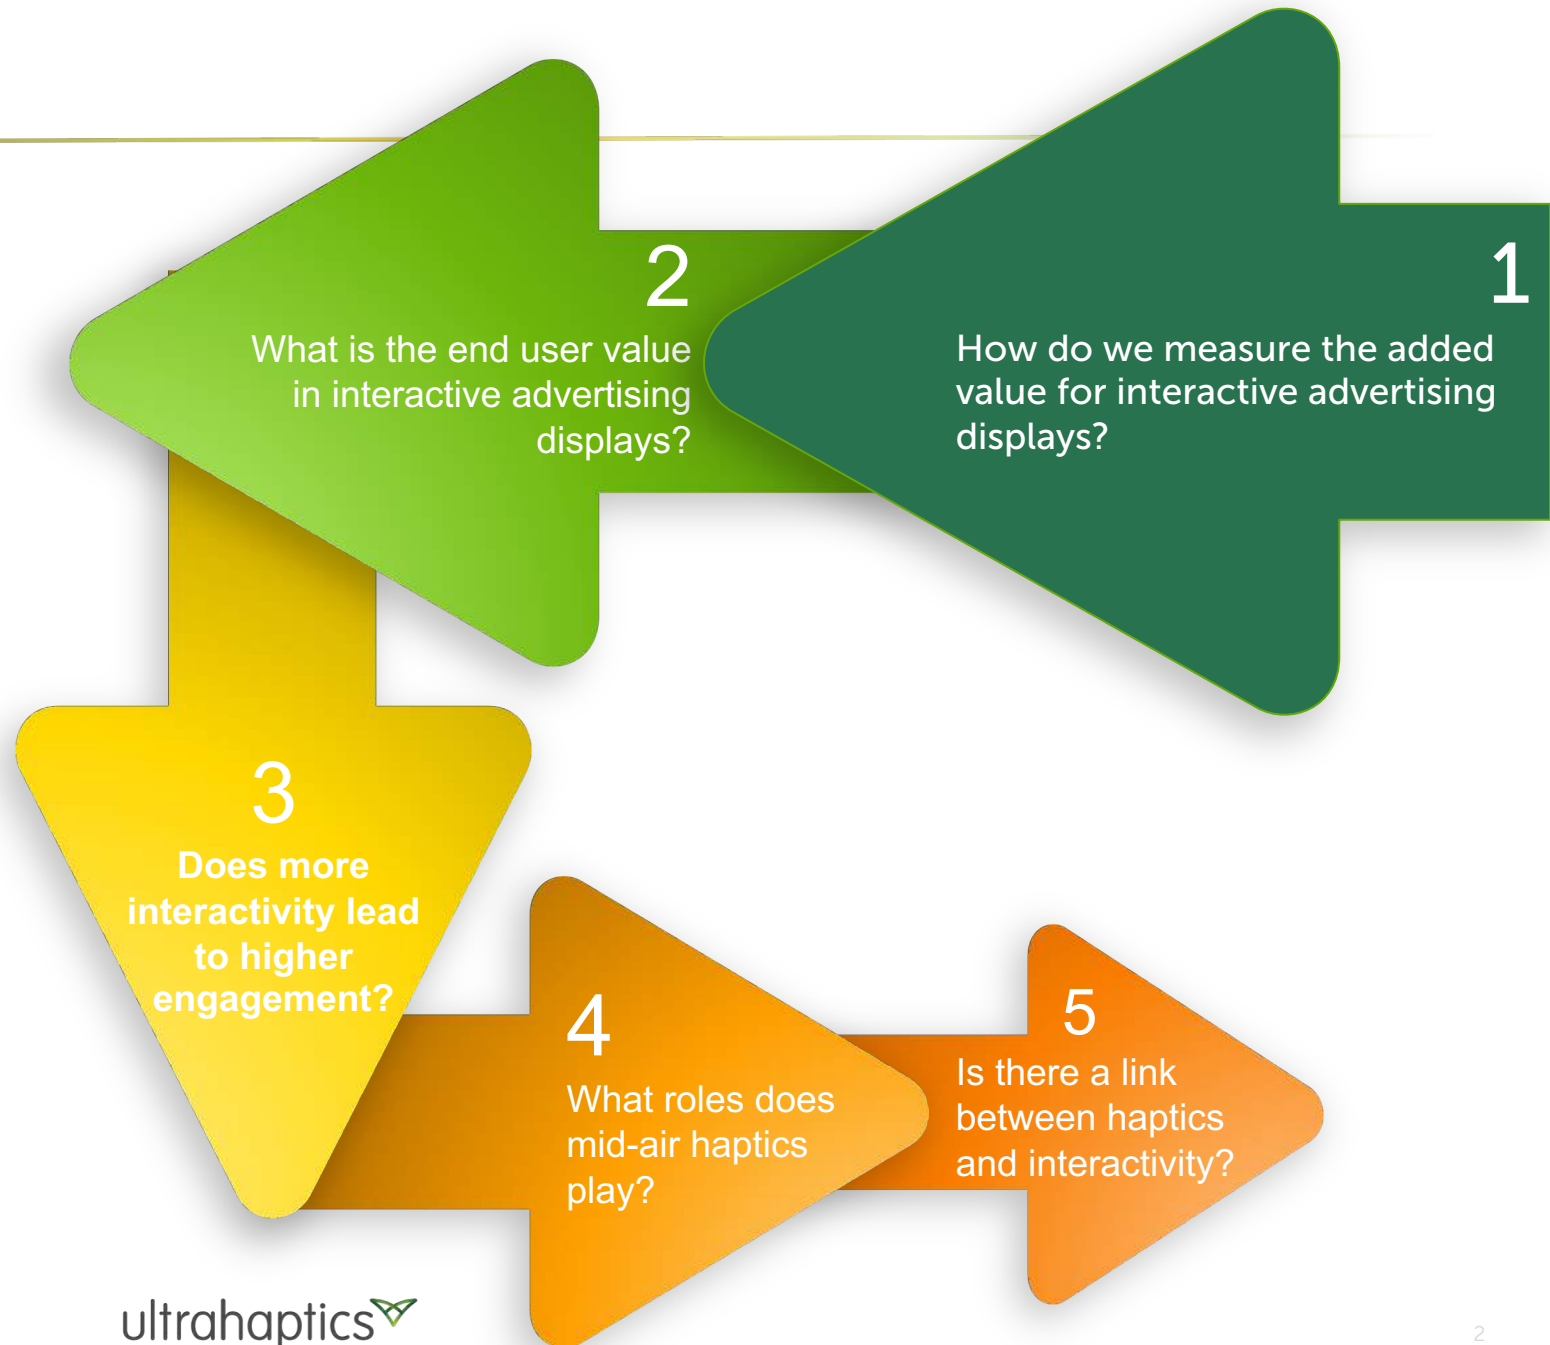 1
How do we measure the added
value for interactive advertising
displays?
2
What is the end user value
in interactive advertising
displays?
3
Does more
interactivity lead
to higher
engagement?
4
What roles does
mid-air haptics
play?
5
Is there a link
between haptics
and interactivity?
ultrahaptics
2